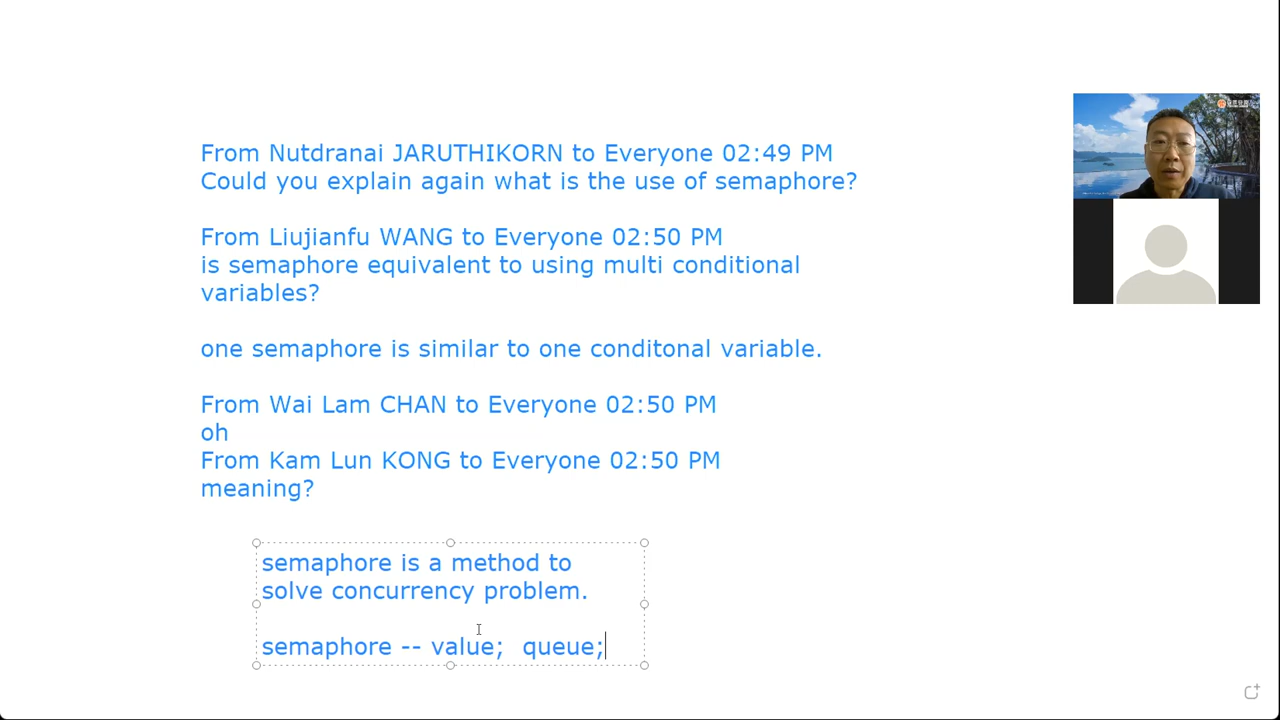 From Nutdranai JARUTHIKORN to Everyone 02:49 PM
Could you explain again what is the use of semaphore?
From Liujianfu WANG to Everyone 02:50 PM
is semaphore equivalent to using multi conditional
variables?
one semaphore is similar to one conditonal variable.
From Wai Lam CHAN to Everyone 02:50 PM
oh
From Kam Lun KONG to Everyone 02:50 PM
meaning?
semaphore is a method to
solve concurrency problem.
semaphore -- value;  queue;